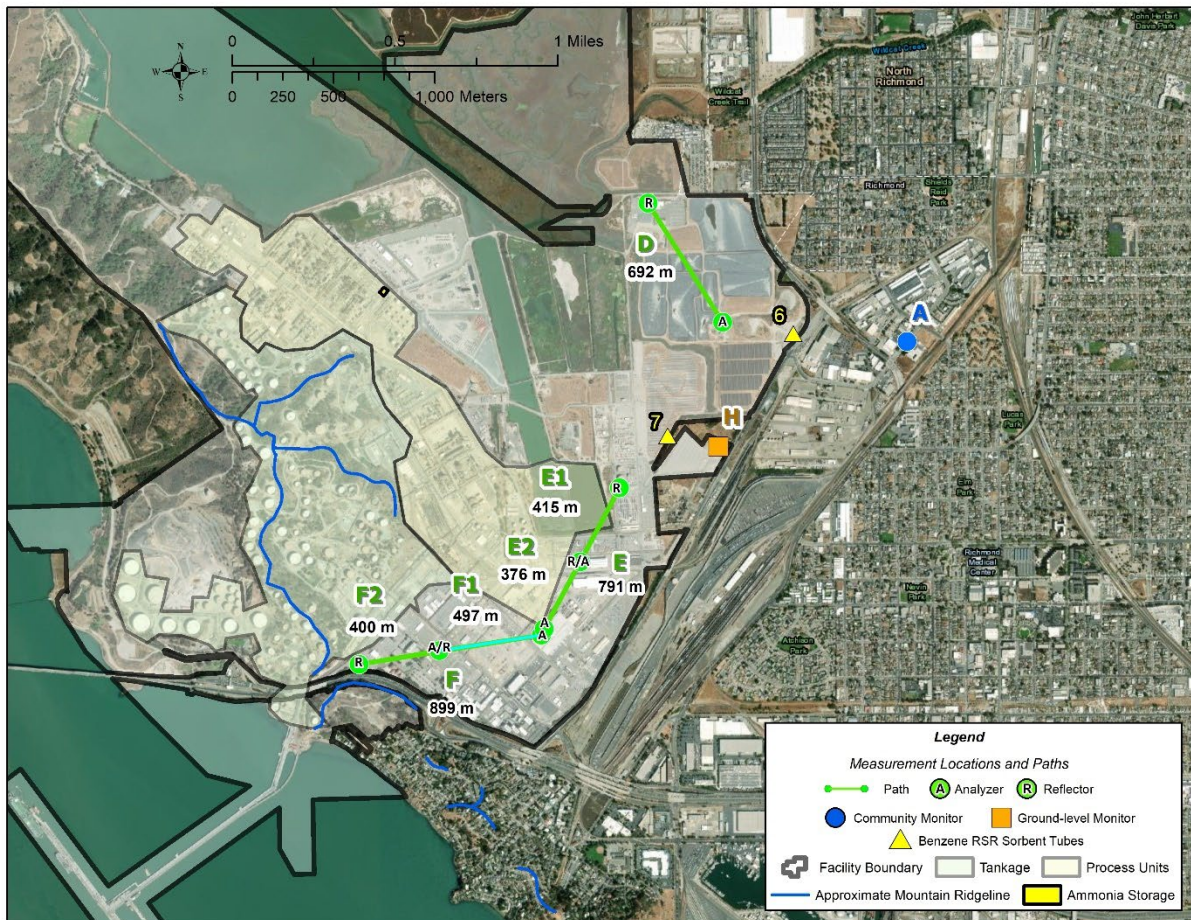 N
W E
S
0 0.5 1 Miles
0 250 500 1,000 Meters
John Herbert
Davis Park
Wildcat Creek
North
Richmond
Wildcat
Creek Trail
Richmond
Shields
Reid
Park
R
D
692 m
A
6
A
7
H
E1
415 m
R
E2
376 m
R/A
E
791 m
F1
497 m
F2
400 m
A
A
A/R
R
F
899 m
Lucas
Park
Elm
Park
Richmond
Medical
Center
Nevin
Park
Atchison
Park
Legend
Measurement Locations and Paths
Path A Analyzer R Reflector
Community Monitor Ground-level Monitor
Benzene RSR Sorbent Tubes
Facility Boundary Tankage Process Units
Approximate Mountain Ridgeline Ammonia Storage